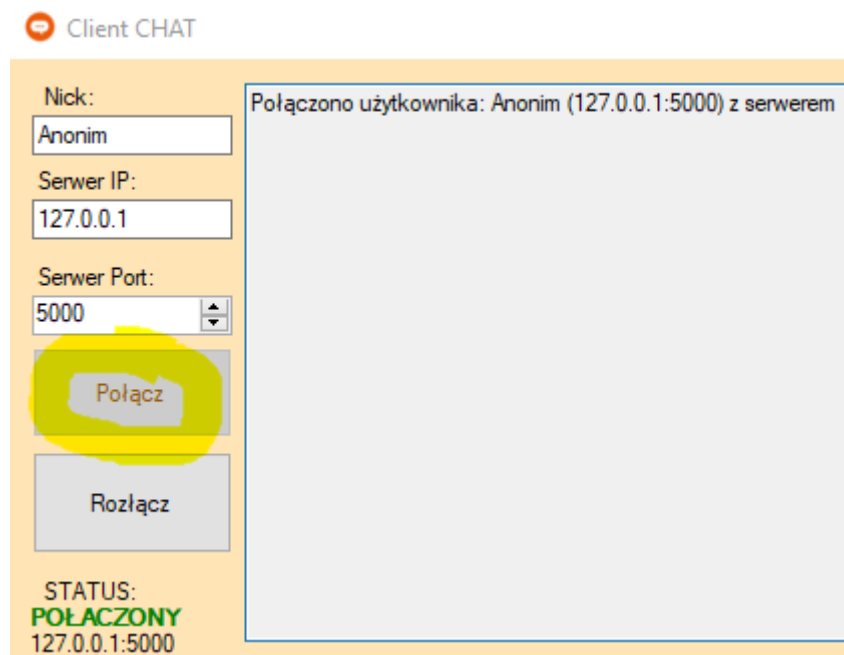 Client CHAT
Nick:
Anonim
Serwer IP:
127.0.0.1
Serwer Port:
5000
Połącz
Rozłącz
STATUS:
POŁACZONY
127.0.0.1:5000
Połączono użytkownika: Anonim (127.0.0.1:5000) z serwerem